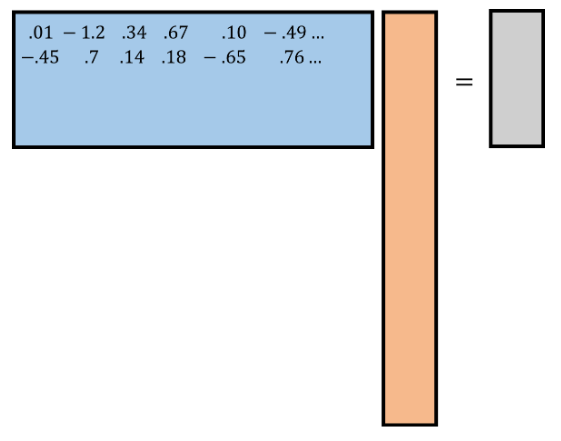 .01 − 1.2 .34 .67 .10 − .49 ...
−.45 .7 .14 .18 − .65 .76 ...
=